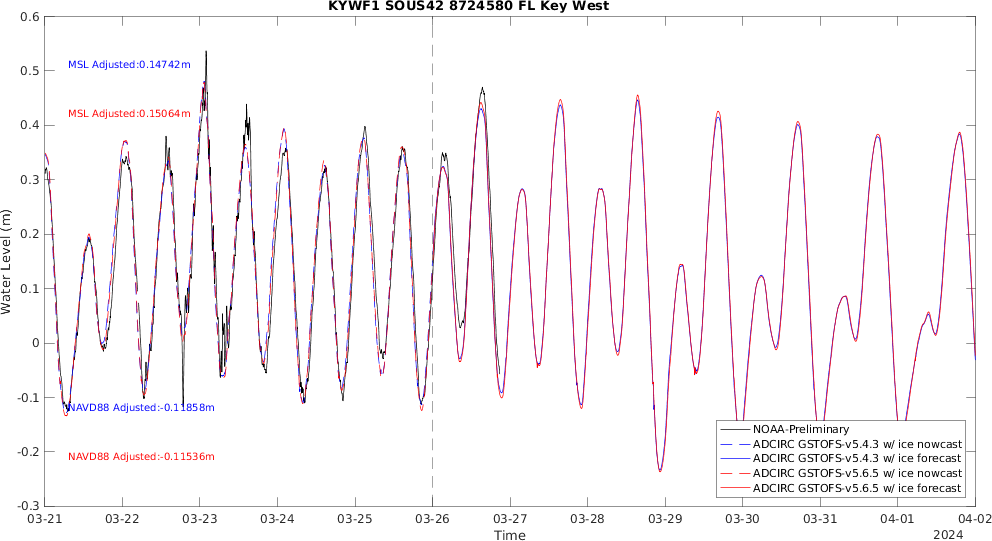 KYWF1 SOUS42 8724580 FL Key West
0.6
0.5
0.4
0.3
0.2
0.1
0
-0.1
-0.2
-0.3
Water Level (m)
MSL Adjusted:0.14742m
MSL Adjusted:0.15064m
NAVD88 Adjusted:-0.11858m
NAVD88 Adjusted:-0.11536m
NOAA-Preliminary
ADCIRC GSTOFS-v5.4.3 w/ ice nowcast
ADCIRC GSTOFS-v5.4.3 w/ ice forecast
ADCIRC GSTOFS-v5.6.5 w/ ice nowcast
ADCIRC GSTOFS-v5.6.5 w/ ice forecast
03-21 03-22 03-23 03-24 03-25 03-26 03-27 03-28 03-29 03-30 03-31 04-01 04-02
Time
2024